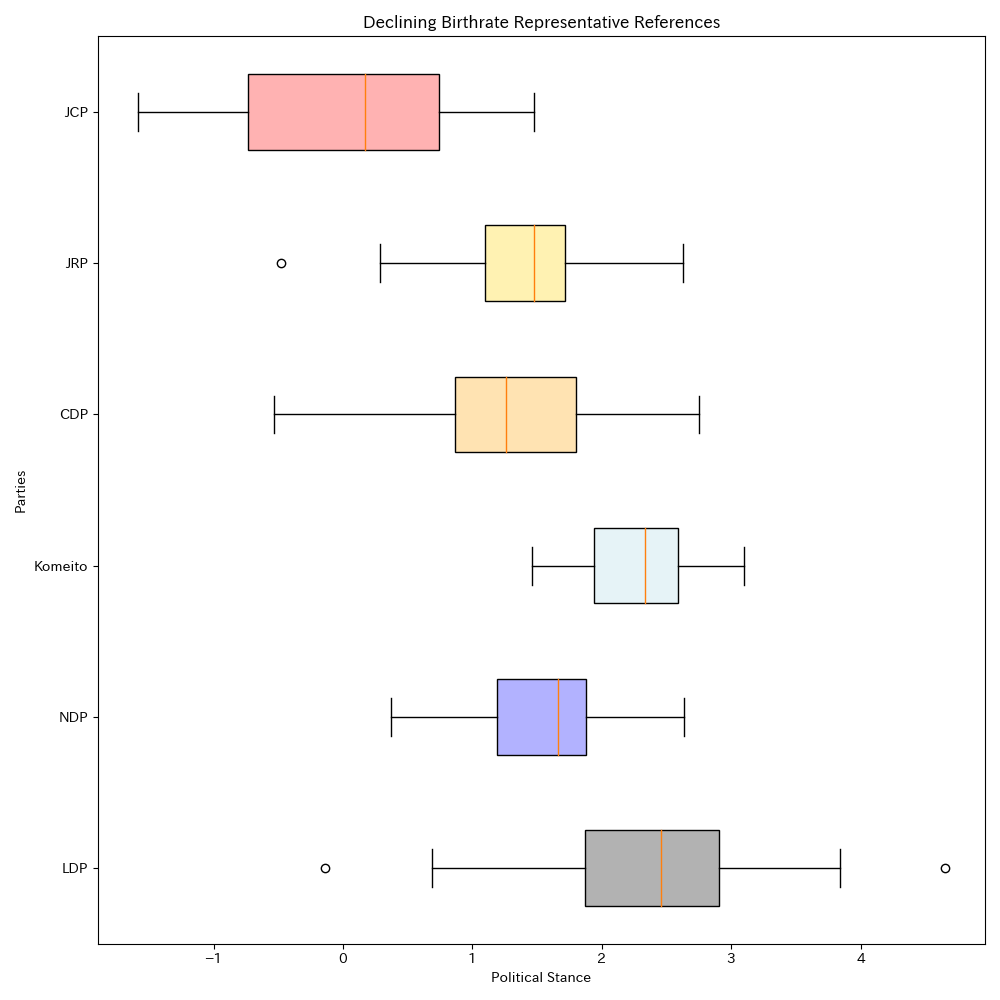 Declining Birthrate Representative References
JCP
JRP
CDP
Komeito
NDP
LDP
Parties
−1
0
1
2
3
4
Political Stance